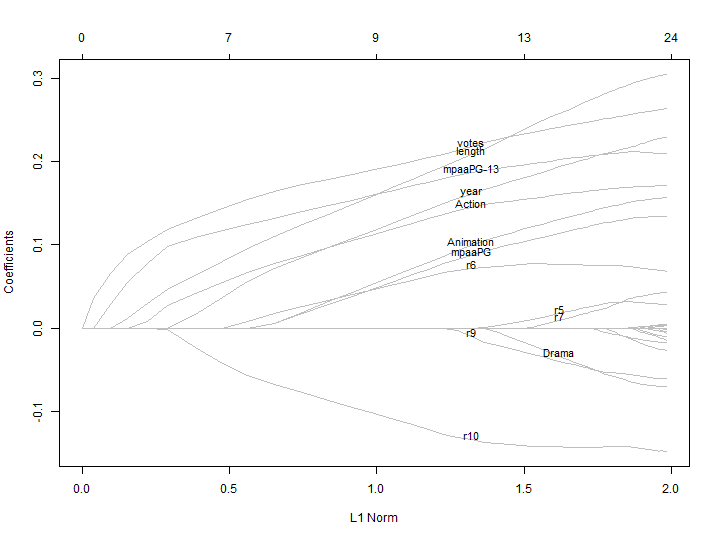 0 7 9 13 24
0.3
0.2
0.1
0.0
-0.1
Coefficients
votes
length
mpaaPG-13
year
Action
Animation
mpaaPG
r6
r5
r7
r9
Drama
r10
0.0 0.5 1.0 1.5 2.0
L1 Norm